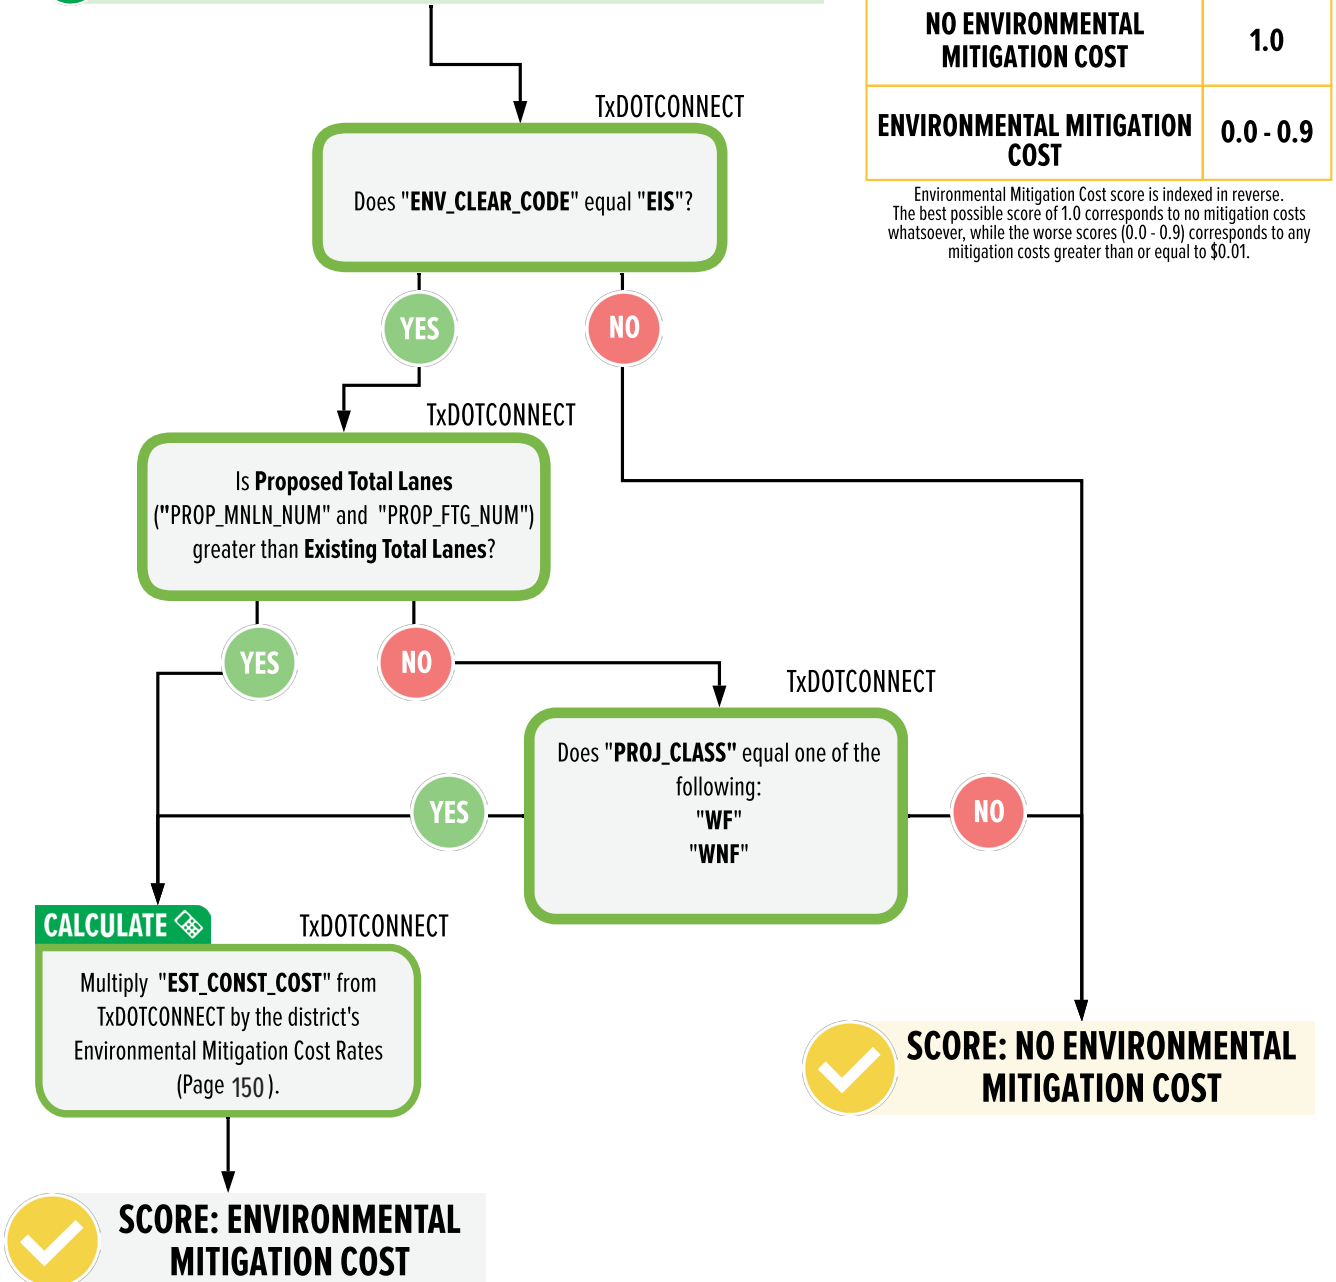 NO ENVIRONMENTAL
MITIGATION COST
1.0
ENVIRONMENTAL MITIGATION
COST
0.0 - 0.9
Environmental Mitigation Cost score is indexed in reverse.
The best possible score of 1.0 corresponds to no mitigation costs
whatsoever, while the worse scores (0.0 - 0.9) corresponds to any
mitigation costs greater than or equal to $0.01.
TxDOTCONNECT
Does "ENV_CLEAR_CODE" equal "EIS"?
YES
NO
TxDOTCONNECT
Is Proposed Total Lanes
("PROP_MNLN_NUM" and "PROP_FTG_NUM")
greater than Existing Total Lanes?
YES
NO
TxDOTCONNECT
Does "PROJ_CLASS" equal one of the
following:
"WF"
"WNF"
YES
NO
CALCULATE
TxDOTCONNECT
Multiply "EST_CONST_COST" from
TxDOTCONNECT by the district's
Environmental Mitigation Cost Rates
(Page 150).
SCORE: NO ENVIRONMENTAL
MITIGATION COST
SCORE: ENVIRONMENTAL
MITIGATION COST